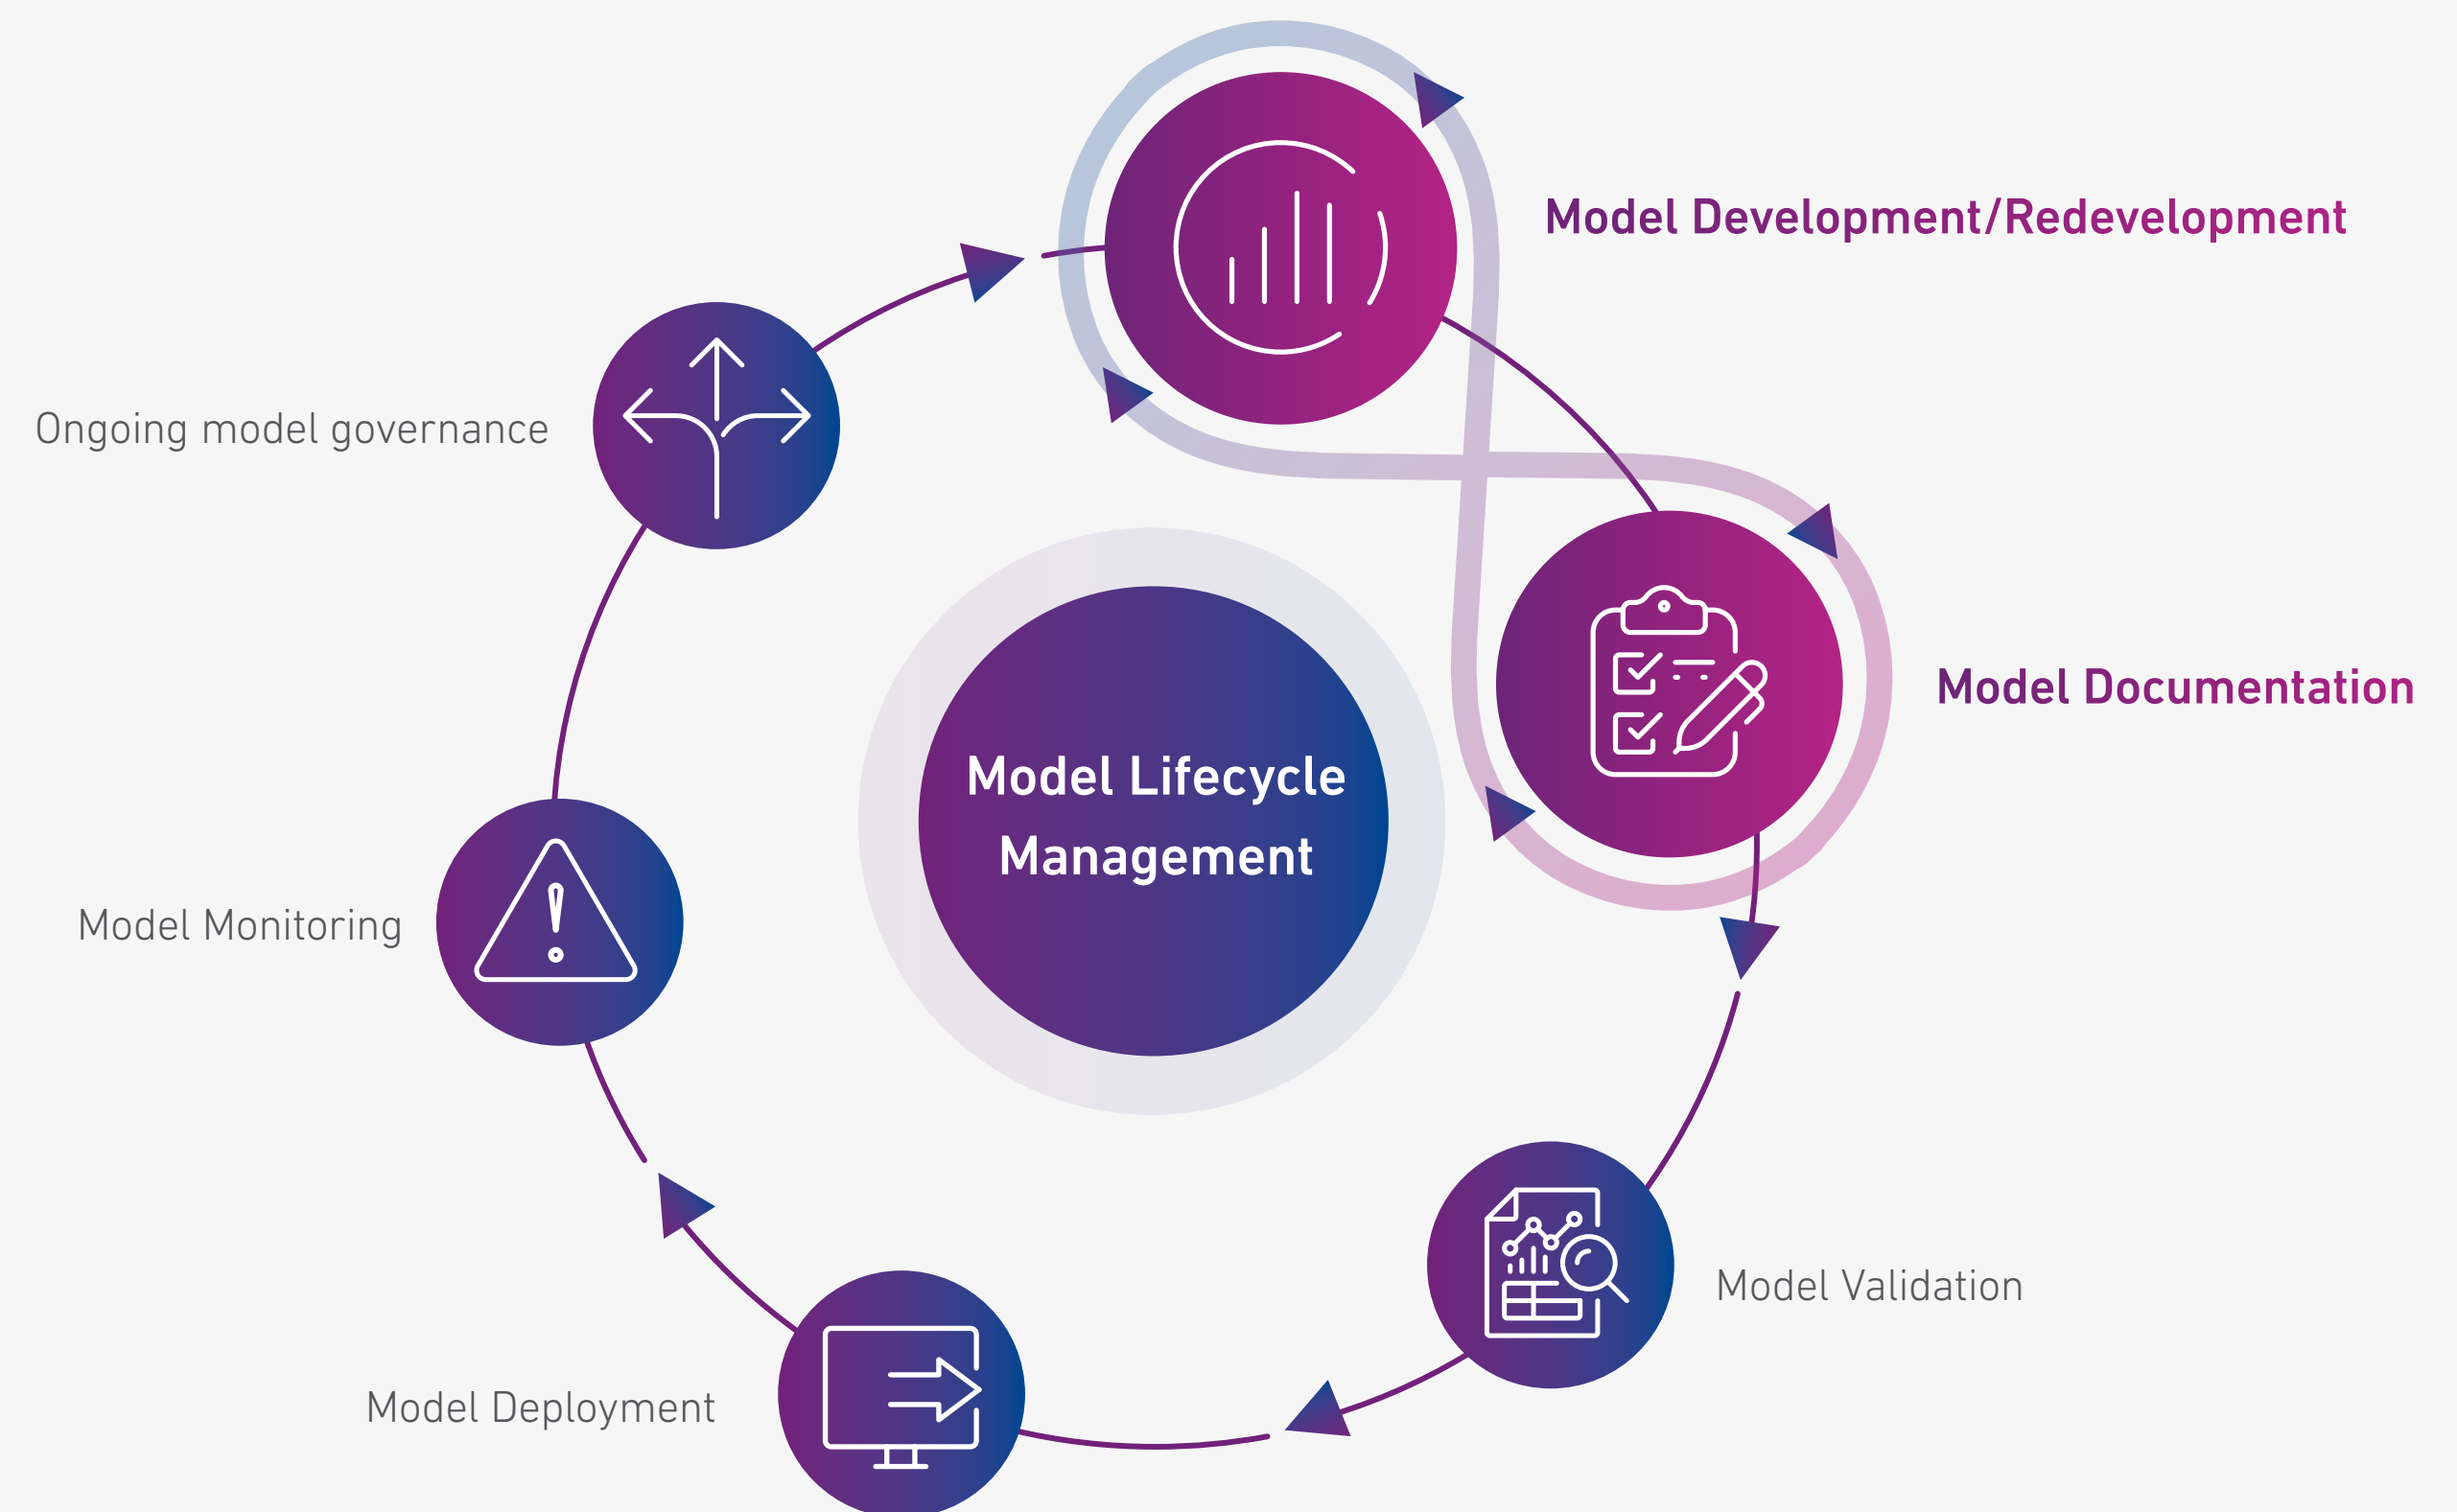 Model Development/Redevelopment
Ongoing model governance
Model Documentation
Model Lifecycle
Management
Model Monitoring
Model Validation
Model Deployment